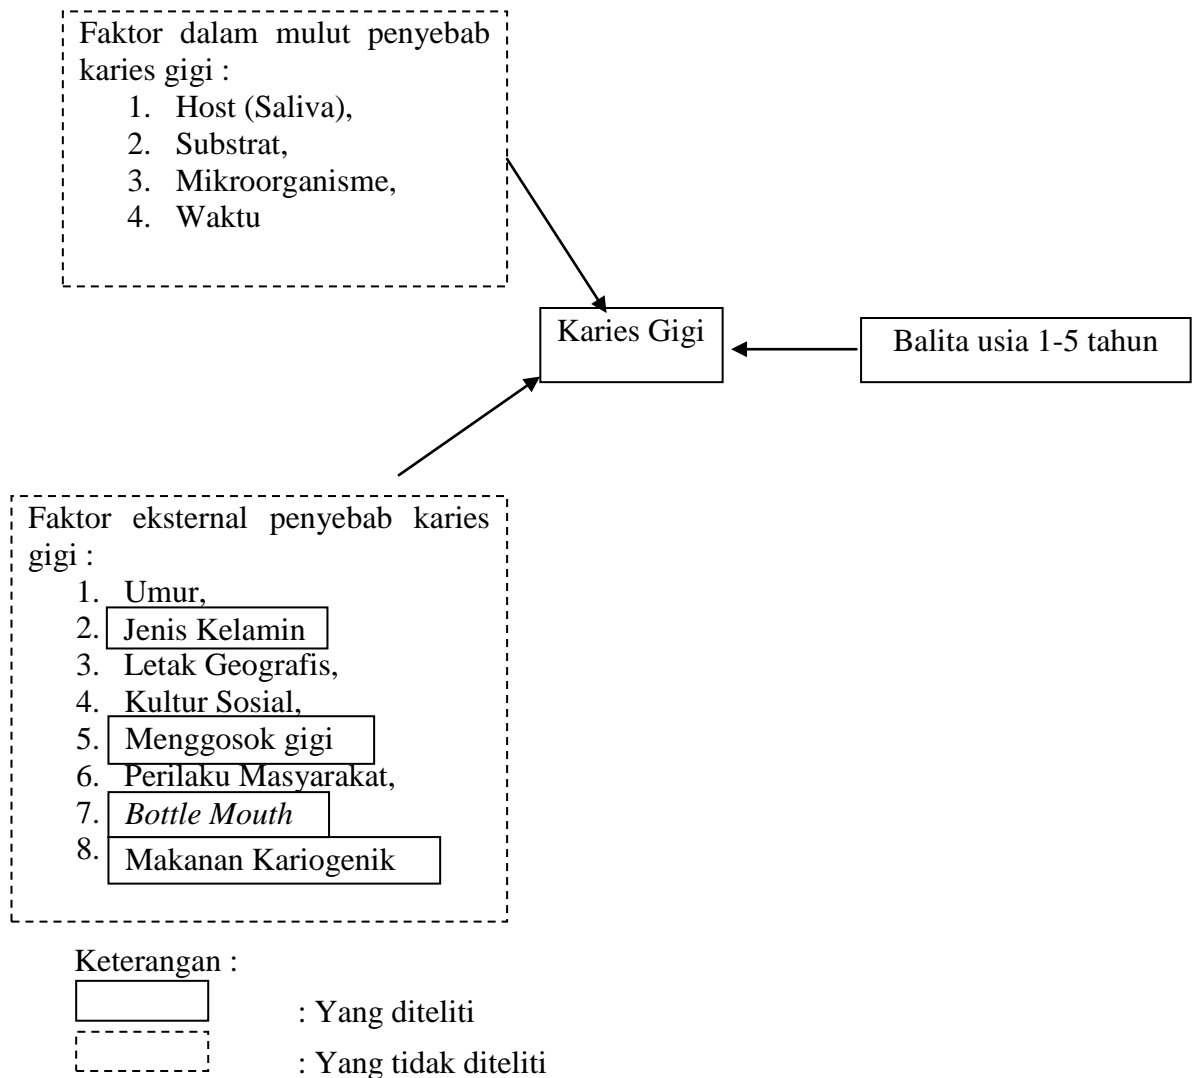 Faktor dalam mulut penyebab
karies gigi :
1. Host (Saliva),
2. Substrat,
3. Mikroorganisme,
4. Waktu
Karies Gigi
Balita usia 1-5 tahun
Faktor eksternal penyebab karies
gigi :
1. Umur,
2. Jenis Kelamin
3. Letak Geografis,
4. Kultur Sosial,
5. Menggosok gigi
6. Perilaku Masyarakat,
7. Bottle Mouth
8. Makanan Kariogenik
Keterangan :
: Yang diteliti
: Yang tidak diteliti